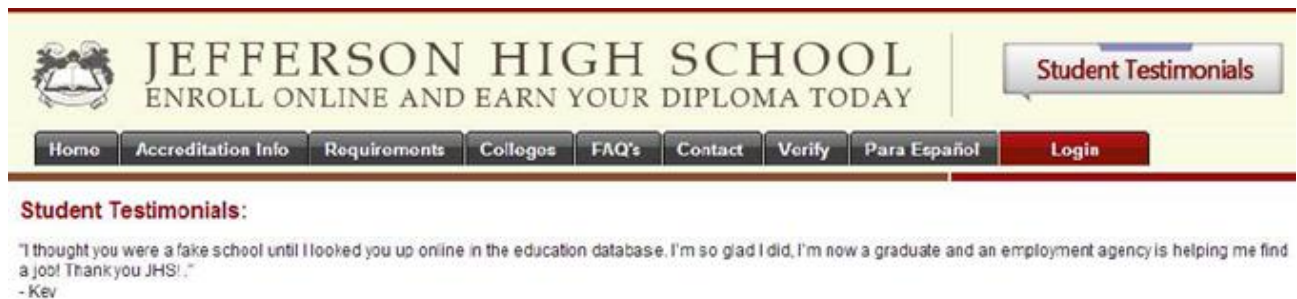 JEFFERSON HIGH SCHOOL
ENROLL ONLINE AND EARN YOUR DIPLOMA TODAY
Student Testimonials
Home Accreditation Info Requirements Colleges FAQ's Contact Verify Para Español Login
Student Testimonials:
"I thought you were a fake school until I looked you up online in the education database. I'm so glad I did, I'm now a graduate and an employment agency is helping me find
a job! Thank you JHS! ."
- Kev